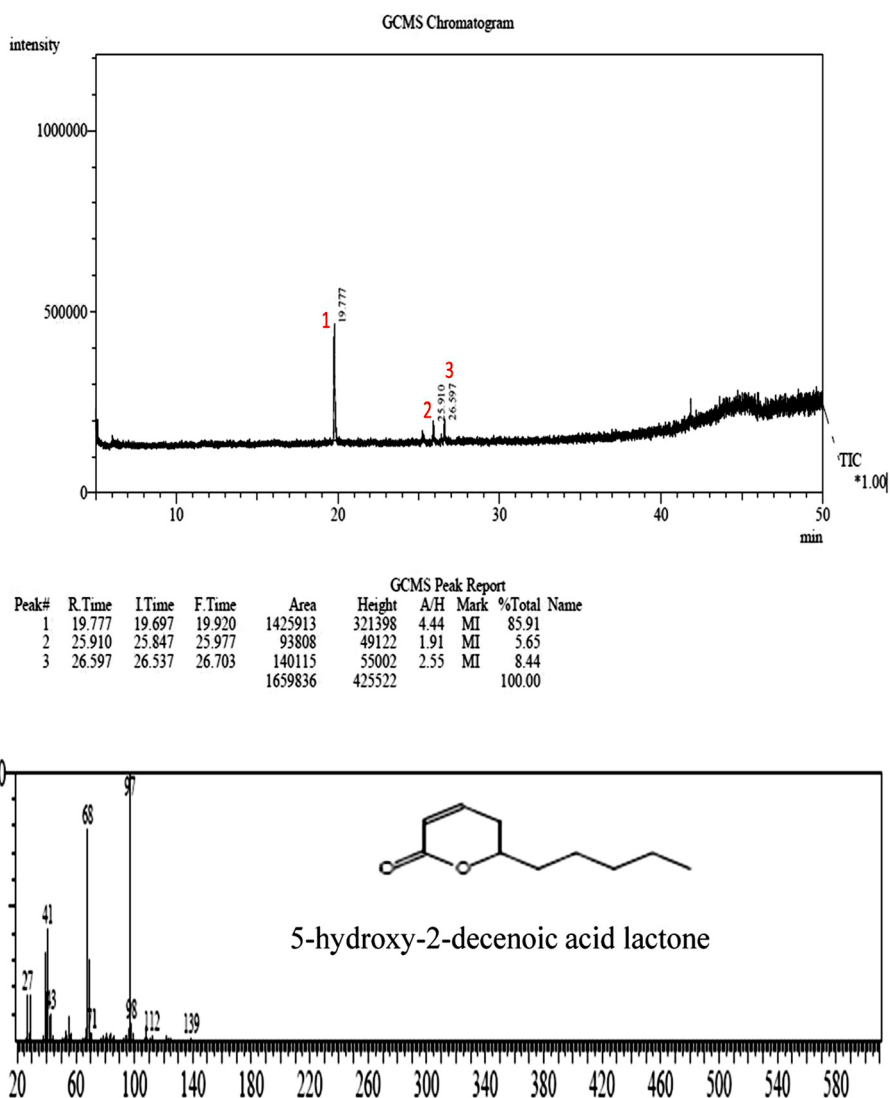 GCMS Chromatogram
intensity
1000000
500000
0
1
19.777
2
25.910
3
26.597
10 20 30 40 50
min
TIC
*1.00
GCMS Peak Report
Peak# R.Time I.Time F.Time Area Height A/H Mark %Total Name
1 19.777 19.697 19.920 1425913 321398 4.44 MI 85.91
2 25.910 25.847 25.977 93808 49122 1.91 MI 5.65
3 26.597 26.537 26.703 140115 55002 2.55 MI 8.44
1659836 425522 100.00
0
97
68
41
27
43
71
98
112
139
O O
5-hydroxy-2-decenoic acid lactone
20 60 100 140 180 220 260 300 340 380 420 460 500 540 580